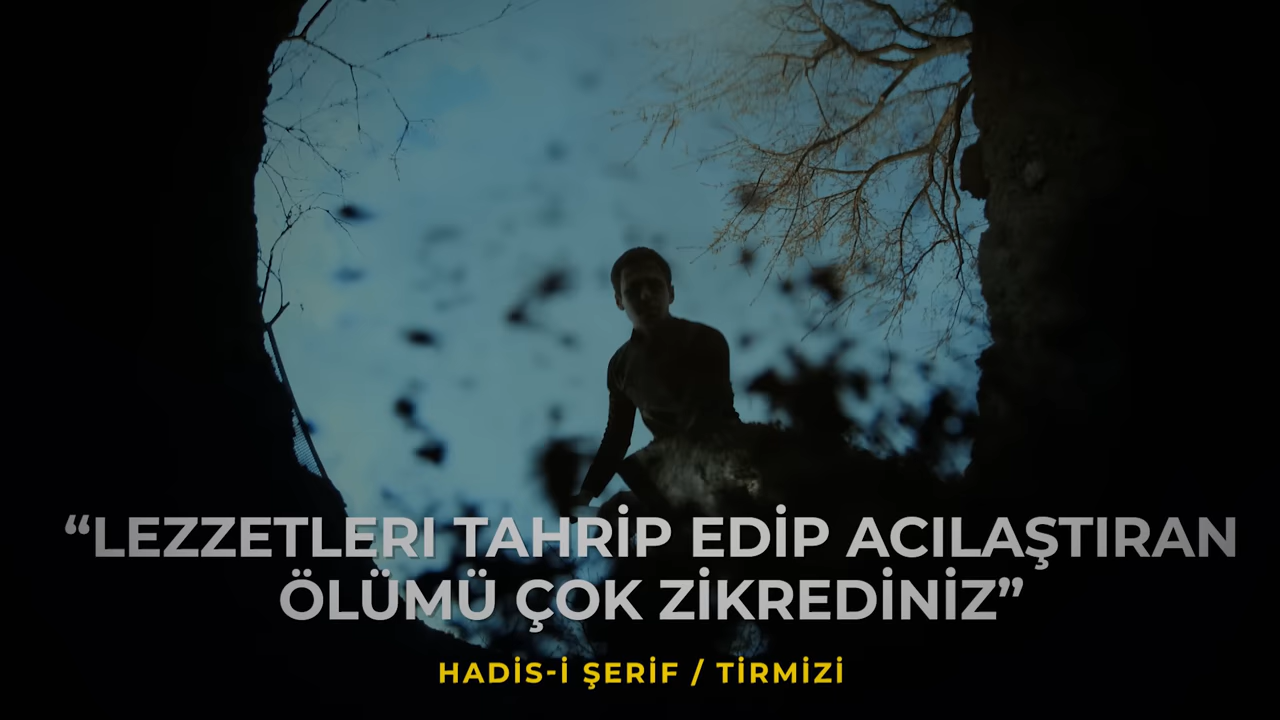 “LEZZETLERI TAHRİP EDİP ACILAŞTIRAN
ÖLÜMÜ ÇOK ZİKREDİNİZ”
HADİS-İ ŞERİF / TİRMİZİ